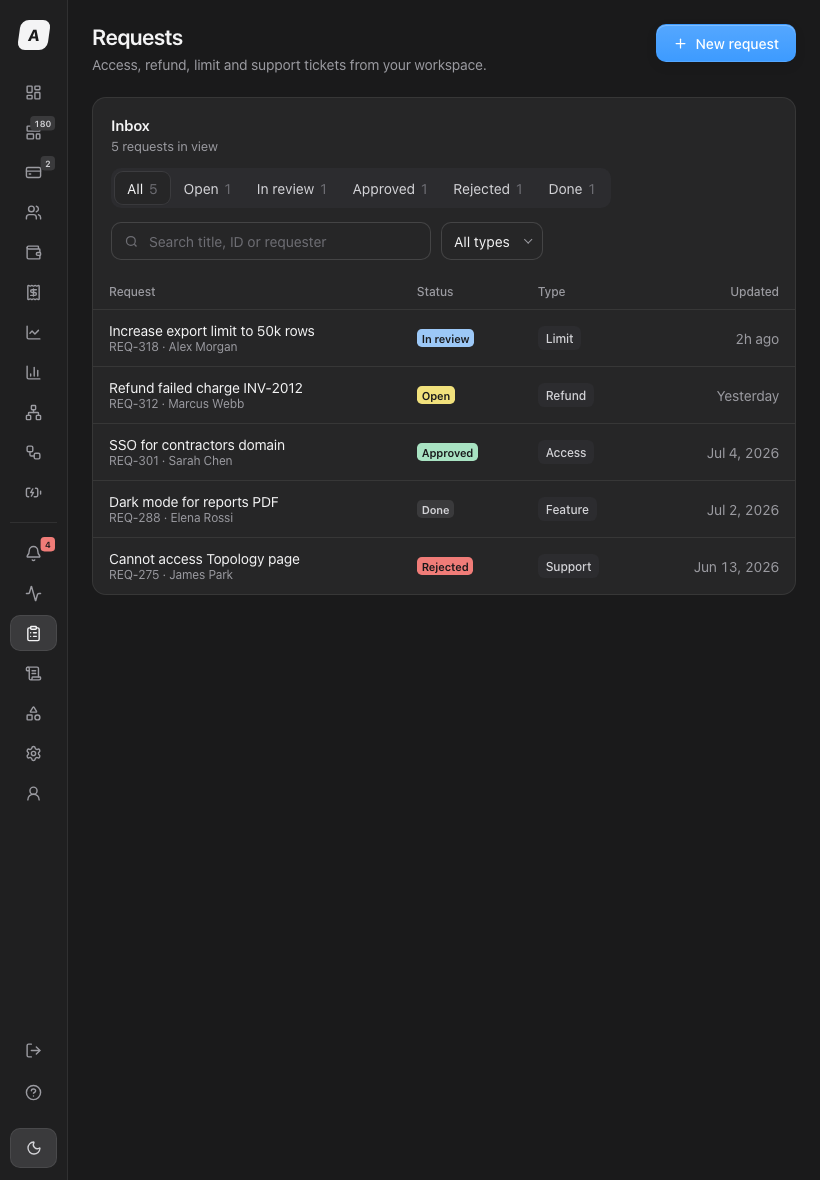 A
Requests
New request
Access, refund, limit and support tickets from your workspace.
180
2
4
Inbox
5 requests in view
All 5 Open 1 In review 1 Approved 1 Rejected 1 Done 1
Search title, ID or requester
All types
Request Status Type Updated
Increase export limit to 50k rows
REQ-318 · Alex Morgan
In review Limit 2h ago
Refund failed charge INV-2012
REQ-312 · Marcus Webb
Open Refund Yesterday
SSO for contractors domain
REQ-301 · Sarah Chen
Approved Access Jul 4, 2026
Dark mode for reports PDF
REQ-288 · Elena Rossi
Done Feature Jul 2, 2026
Cannot access Topology page
REQ-275 · James Park
Rejected Support Jun 13, 2026